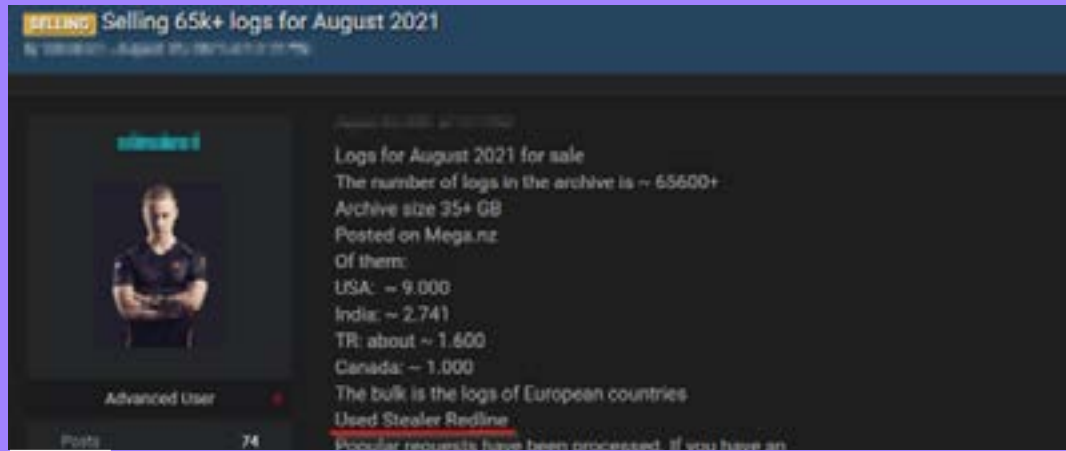 SELLING Selling 65k+ logs for August 2021
Logs for August 2021 for sale
The number of logs in the archive is ~ 65600+
Archive size 35+ GB
Posted on Mega.nz
Of them:
USA: ~ 9.000
India: ~ 2.741
TR: about ~ 1.600
Canada: ~ 1.000
The bulk is the logs of European countries
Advanced User
Used Stealer Redline
Posts 74
Popular requests have been processed. If you have an